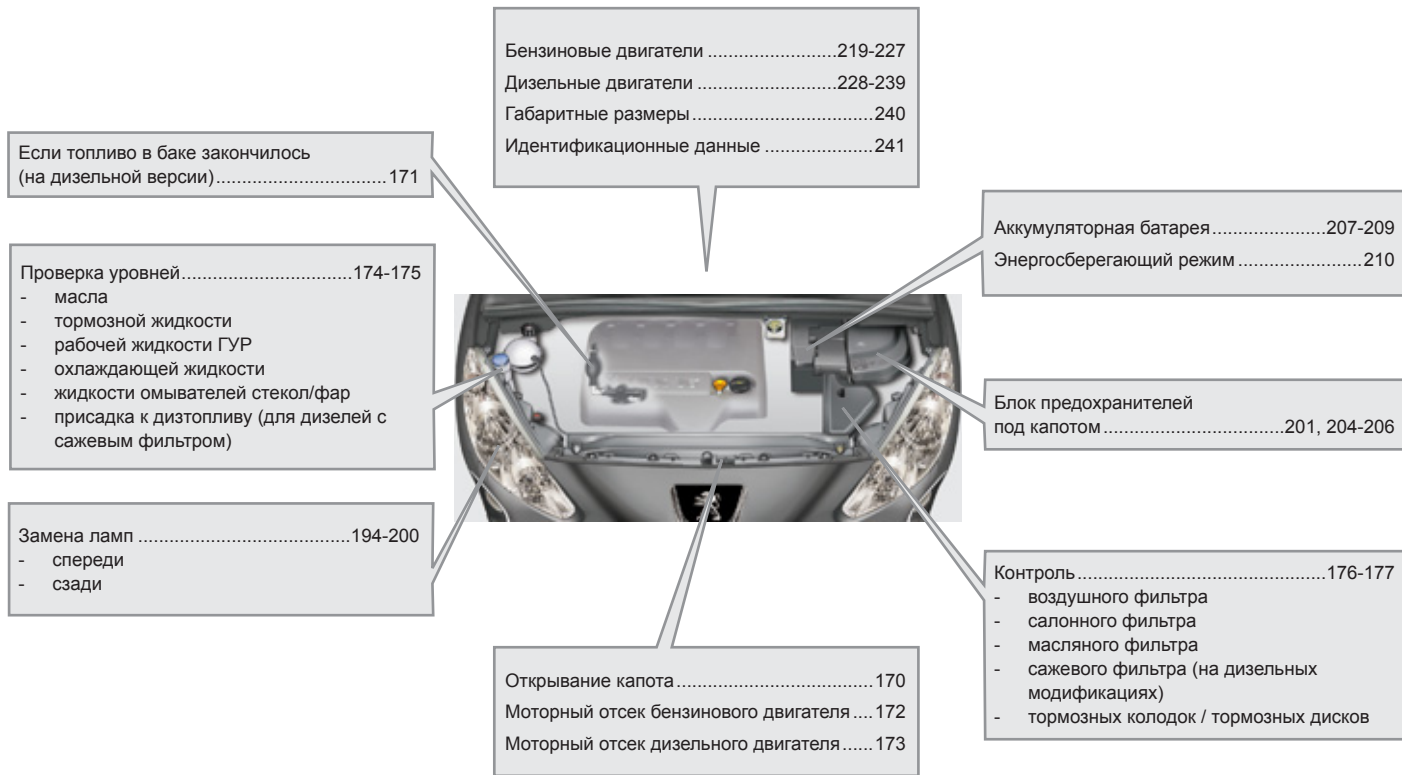 Бензиновые двигатели ..........................219-227
Дизельные двигатели ............................228-239
Габаритные размеры ....................................240
Идентификационные данные ......................241
Если топливо в баке закончилось
(на дизельной версии) ..................................171
Проверка уровней ..................................174-175
- масла
- тормозной жидкости
- рабочей жидкости ГУР
- охлаждающей жидкости
- жидкости омывателей стекол/фар
- присадка к дизтопливу (для дизелей с
сажевым фильтром)
Замена ламп ..........................................194-200
- спереди
- сзади
Открывание капота ........................................170
Моторный отсек бензинового двигателя ....172
Моторный отсек дизельного двигателя ......173
Аккумуляторная батарея ......................207-209
Энергосберегающий режим ........................210
Блок предохранителей
под капотом .....................................201, 204-206
Контроль ..................................................176-177
- воздушного фильтра
- салонного фильтра
- масляного фильтра
- сажевого фильтра (на дизельных
модификациях)
- тормозных колодок / тормозных дисков